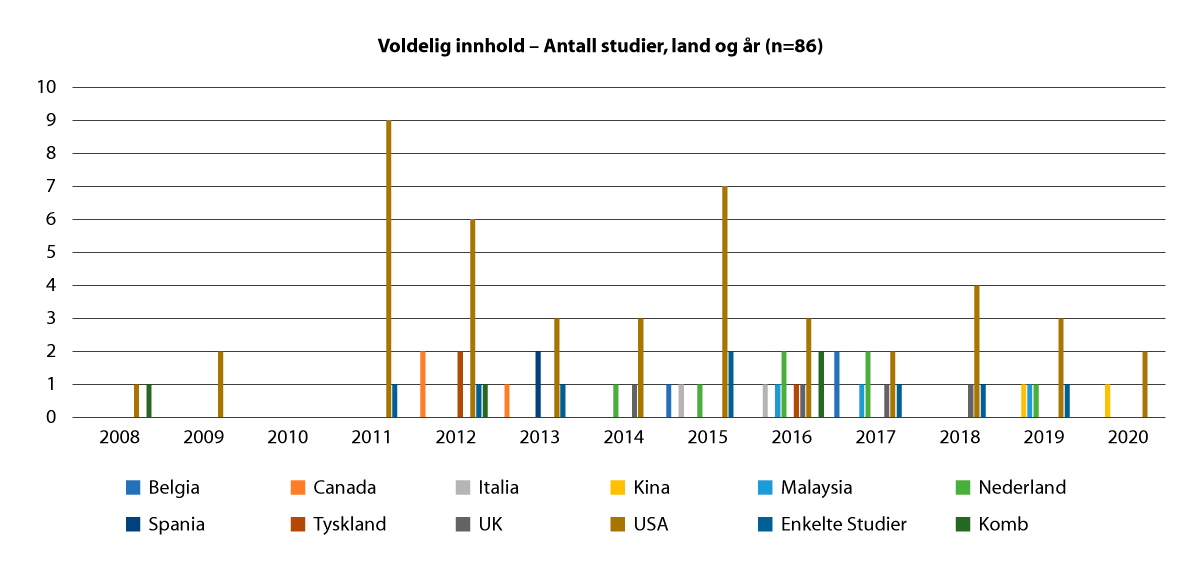 Voldelig innhold – Antall studier, land og år (n=86)
10
9
8
7
6
5
4
3
2
1
0
2008 2009 2010 2011 2012 2013 2014 2015 2016 2017 2018 2019 2020
Belgia Canada Italia Kina Malaysia Nederland
Spania Tyskland UK USA Enkelte Studier Komb